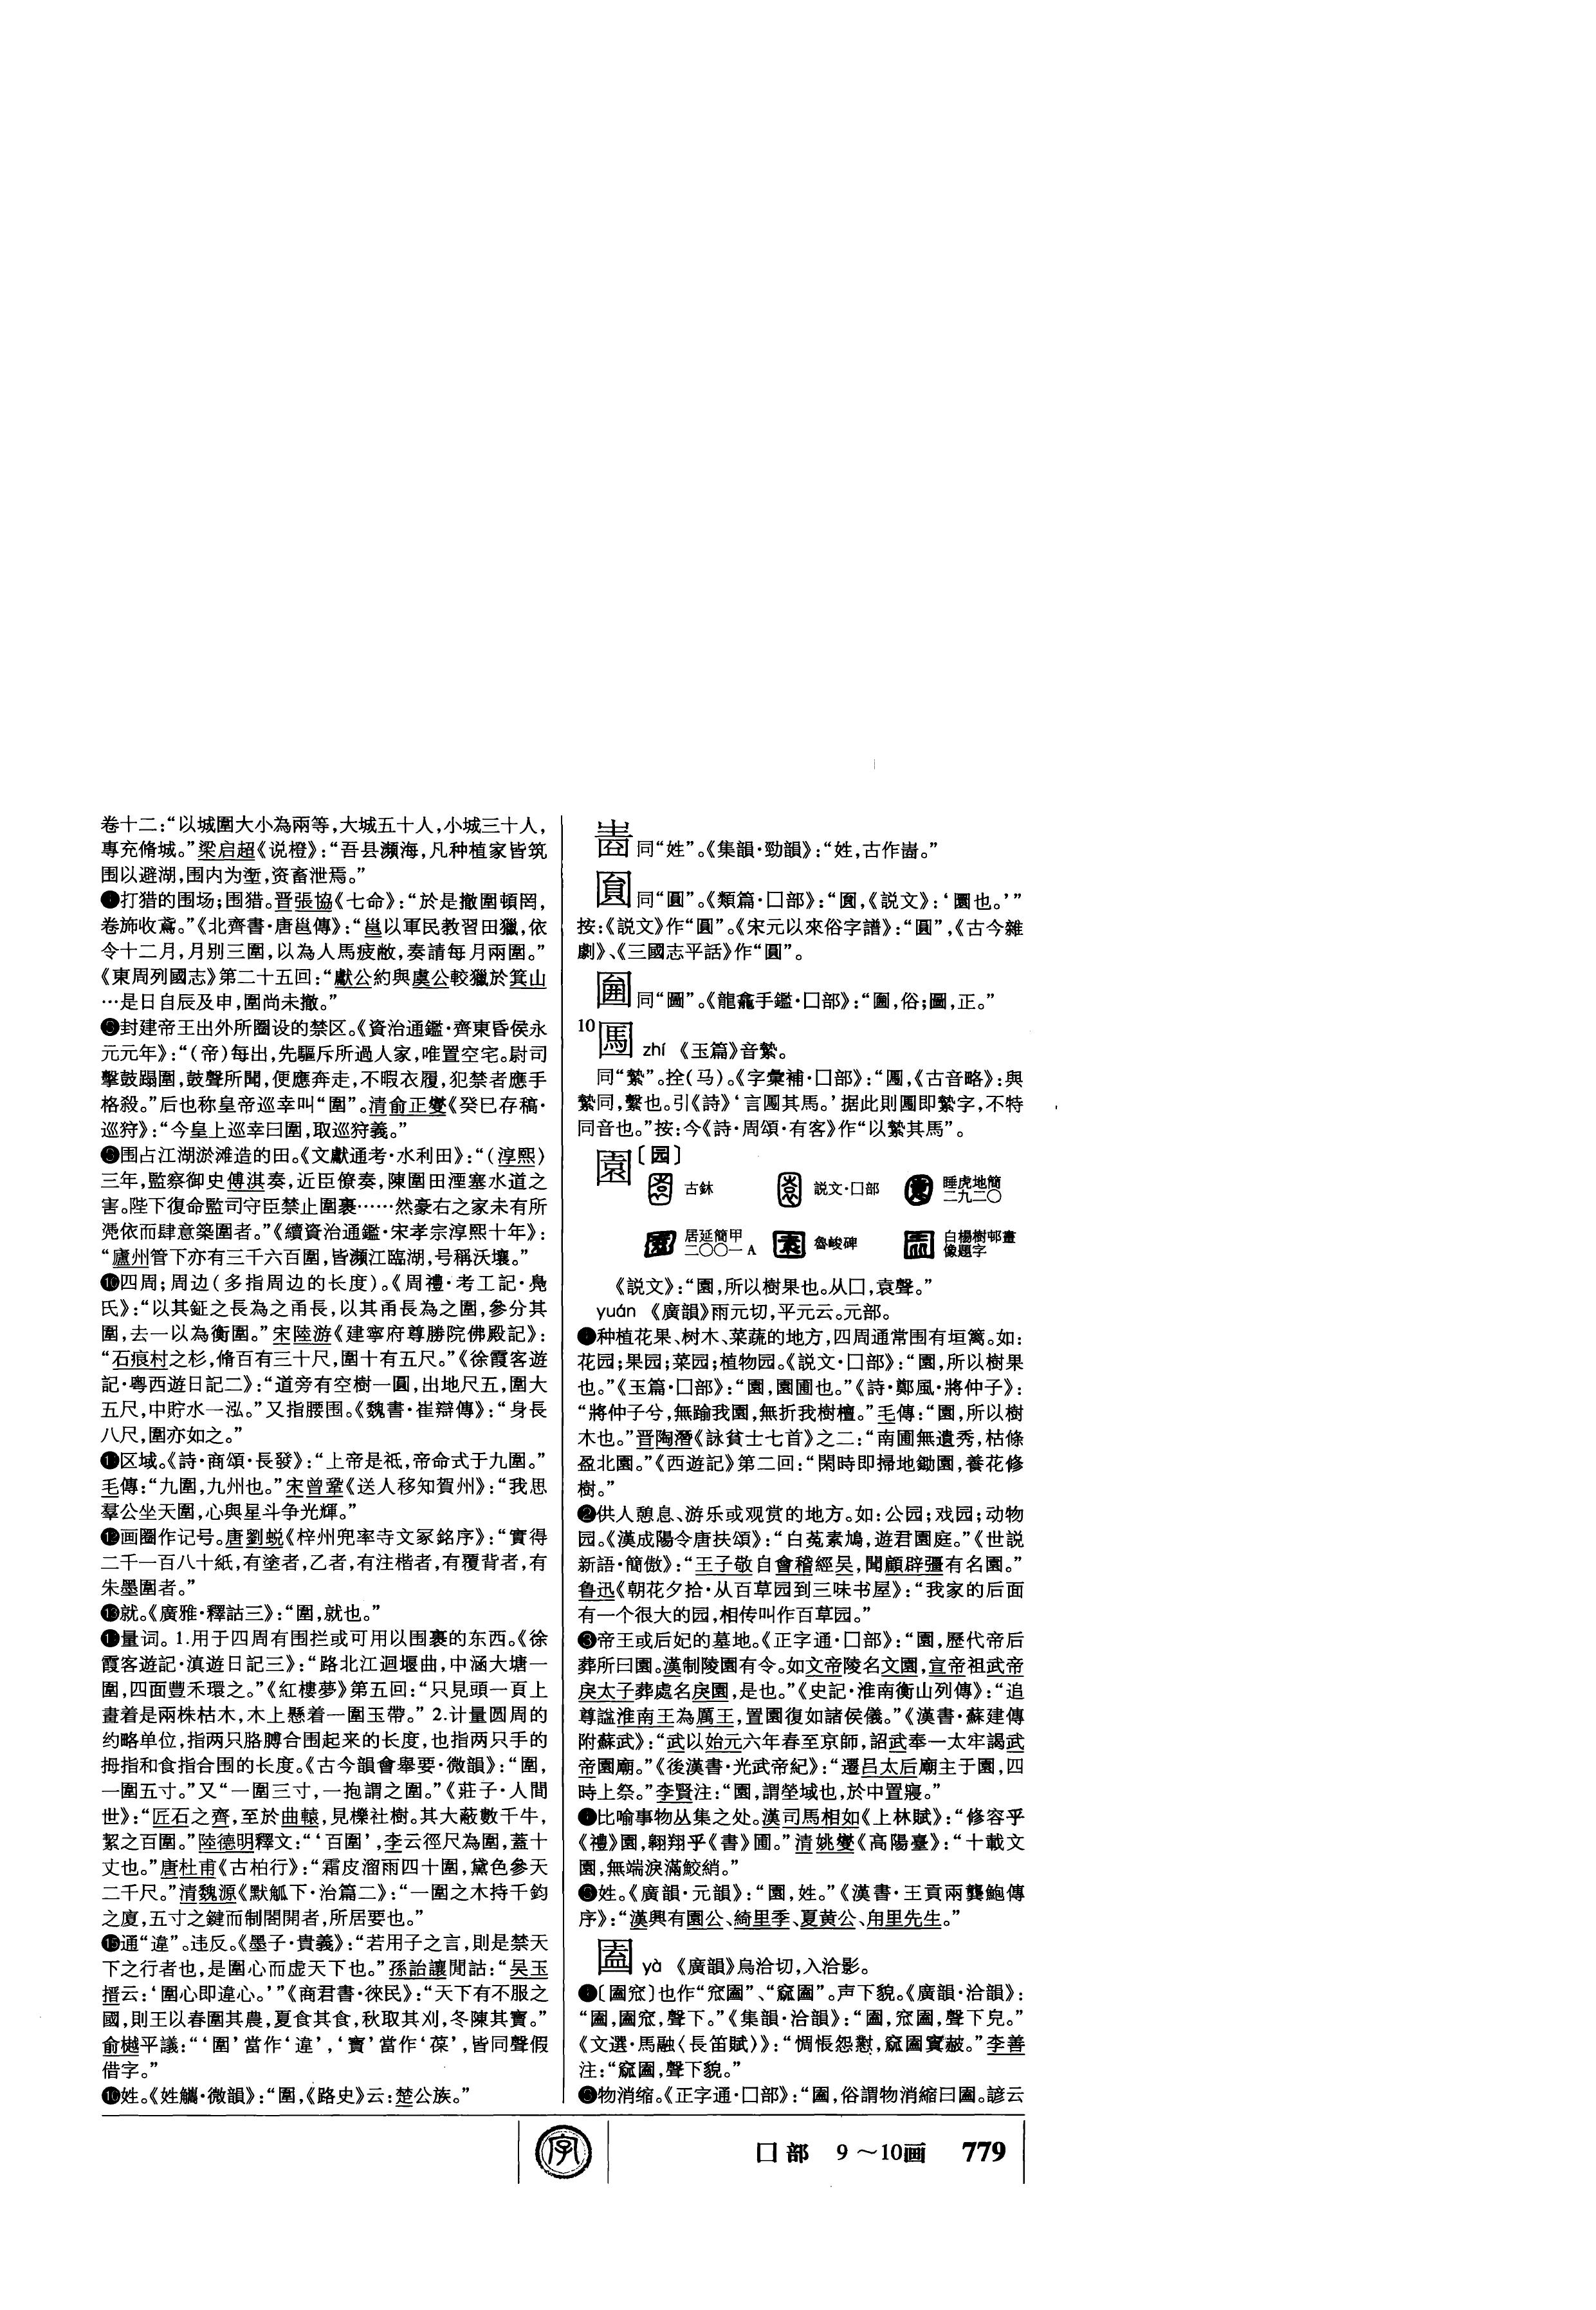 卷十二：“以城圍大小為兩等，大城五十人，小城三十人，
專充脩城。”梁启超《说橙》：“吾县濒海，凡种植家皆筑
围以避湖，围内为壍，资畜泄焉。”
打猎的围场；围猎。晋張協《七命》：“於是撤圍頓罔，
卷斾收鳶。”《北齊書·唐邕傳》：“邕以軍民教習田獵，依
令十二月，月别三圍，以為人馬疲敝，奏請每月兩圍。”
《東周列國志》第二十五回：“獻公約與虞公較獵於箕山
…是日自辰及申，圍尚未撤。”
封建帝王出外所圈设的禁区。《資治通鑑·齊東昏侯永
元元年》：“（帝）每出，先驅斥所過人家，唯置空宅。尉司
擊鼓蹋圍，鼓聲所聞，便應奔走，不暇衣履，犯禁者應手
格殺。”后也称皇帝巡幸叫“圍”。清俞正燮《癸巳存稿·
巡狩》：“今皇上巡幸曰圍，取巡狩義。”
围占江湖淤滩造的田。《文獻通考·水利田》：“（淳熙）
三年，監察御史傅淇奏，近臣僚奏，陳圍田湮塞水道之
害。陛下復命監司守臣禁止圍裹……然豪右之家未有所
凴依而肆意築圍者。”《續資治通鑑·宋孝宗淳熙十年》：
“廬州管下亦有三千六百圍，皆瀕江臨湖，号稱沃壤。”
❿四周；周边（多指周边的长度）。《周禮·考工記·鳧
氏》：“以其鉦之長為之甬長，以其甬長為之圍，參分其
圍，去一以為衡圍。”宋陸游《建寧府尊勝院佛殿記》：
“石痕村之杉，脩百有三十尺，圍十有五尺。”《徐霞客遊
記·粤西遊日記二》：“道旁有空樹一圓，出地尺五，圍大
五尺，中貯水一泓。”又指腰围。《魏書·崔辯傳》：“身長
八尺，圍亦如之。”
⓫区域。《詩·商頌·長發》：“上帝是祗，帝命式于九圍。”
毛傳：“九圍，九州也。”宋曾鞏《送人移知賀州》：“我思
羣公坐天圍，心與星斗争光輝。”
⓬画圈作记号。唐劉蜕《梓州兜率寺文冢銘序》：“實得
二千一百八十紙，有塗者，乙者，有注楷者，有覆背者，有
朱墨圍者。”
⓭就。《廣雅·釋詁三》：“圍，就也。”
⓮量词。1.用于四周有围拦或可用以围裹的东西。《徐
霞客遊記·滇遊日記三》：“路北江迴堰曲，中涵大塘一
圍，四面豐禾環之。”《紅樓夢》第五回：“只見頭一頁上
畫着是兩株枯木，木上懸着一圍玉帶。” 2.计量圆周的
约略单位，指两只胳膊合围起来的长度，也指两只手的
拇指和食指合围的长度。《古今韻會舉要·微韻》：“圍，
一圍五寸。”又“一圍三寸，一抱謂之圍。”《莊子·人間
世》：“匠石之齊，至於曲轅，見櫟社樹。其大蔽數千牛，
絜之百圍。”陸德明釋文：“‘百圍’，李云徑尺為圍，蓋十
丈也。”唐杜甫《古柏行》：“霜皮溜雨四十圍，黛色參天
二千尺。”清魏源《默觚下·治篇二》：“一圍之木持千鈞
之廈，五寸之鍵而制閤開者，所居要也。”
⓯通“違”。违反。《墨子·貴義》：“若用子之言，則是禁天
下之行者也，是圍心而虚天下也。”孫詒讓閒詁：“吴玉
搢云：‘圍心即違心。’”《商君書·徠民》：“天下有不服之
國，則王以春圍其農，夏食其食，秋取其刈，冬陳其寶。”
俞樾平議：“‘圍’當作‘違’，‘寶’當作‘葆’，皆同聲假
借字。”
⓰姓。《姓觿·微韻》：“圍，《路史》云：楚公族。”
同“姓”。《集韻·勁韻》：“姓，古作。”
同“圓”。《類篇·囗部》：“圎，《説文》：‘圜也。’”
按：《説文》作“圓”。《宋元以來俗字譜》：“圓”，《古今雜
劇》、《三國志平話》作“圎”。
同“圖”。《龍龕手鑑·囗部》：“，俗；圖，正。”
10 zhí 《玉篇》音縶。
同“縶”。拴（马）。《字彙補·囗部》：“，《古音略》：與
縶同，繫也。引《詩》‘言其馬。’据此則即縶字，不特
同音也。”按：今《詩·周頌·有客》作“以縶其馬”。
園〔园〕
古鉩 説文·囗部 睡虎地簡二九二〇
居延簡甲二〇〇一A 魯峻碑 白楊樹邨畫像題字
《説文》：“園，所以樹果也。从囗，袁聲。”
yuán 《廣韻》雨元切，平元云。元部。
❶种植花果、树木、菜蔬的地方，四周通常围有垣篱。如：
花园；果园；菜园；植物园。《説文·囗部》：“園，所以樹果
也。”《玉篇·囗部》：“園，園圃也。”《詩·鄭風·將仲子》：
“將仲子兮，無踰我園，無折我樹檀。”毛傳：“園，所以樹
木也。”晋陶潛《詠貧士七首》之二：“南圃無遺秀，枯條
盈北園。”《西遊記》第二回：“閑時即掃地鋤園，養花修
樹。”
❷供人憩息、游乐或观赏的地方。如：公园；戏园；动物
园。《漢成陽令唐扶頌》：“白菟素鳩，遊君園庭。”《世説
新語·簡傲》：“王子敬自會稽經吴，聞顧辟彊有名園。”
鲁迅《朝花夕拾·从百草园到三味书屋》：“我家的后面
有一个很大的园，相传叫作百草园。”
❸帝王或后妃的墓地。《正字通·囗部》：“園，歷代帝后
葬所曰園。漢制陵園有令。如文帝陵名文園，宣帝祖武帝
戾太子葬處名戾園，是也。”《史記·淮南衡山列傳》：“追
尊謚淮南王為厲王，置園復如諸侯儀。”《漢書·蘇建傳
附蘇武》：“武以始元六年春至京師，詔武奉一太牢謁武
帝園廟。”《後漢書·光武帝紀》：“遷吕太后廟主于園，四
時上祭。”李賢注：“園，謂塋域也，於中置寢。”
❹比喻事物丛集之处。漢司馬相如《上林賦》：“修容乎
《禮》園，翱翔乎《書》圃。”清姚燮《高陽臺》：“十載文
園，無端淚滿鮫綃。”
❺姓。《廣韻·元韻》：“園，姓。”《漢書·王貢兩龔鮑傳
序》：“漢興有園公、綺里季、夏黄公、甪里先生。”
yà 《廣韻》烏洽切，入洽影。
❶〔㓕〕也作“”、“窊”。声下貌。《廣韻·洽韻》：
“，聲下。”《集韻·洽韻》：“，聲下皃。”
《文選·馬融〈長笛賦〉》：“惆悵怨懟，窳圔窴赧。”李善
注：“窳圔，聲下貌。”
物消缩。《正字通·囗部》：“圔，俗謂物消縮曰圔。諺云
字
囗部 9～10画 779